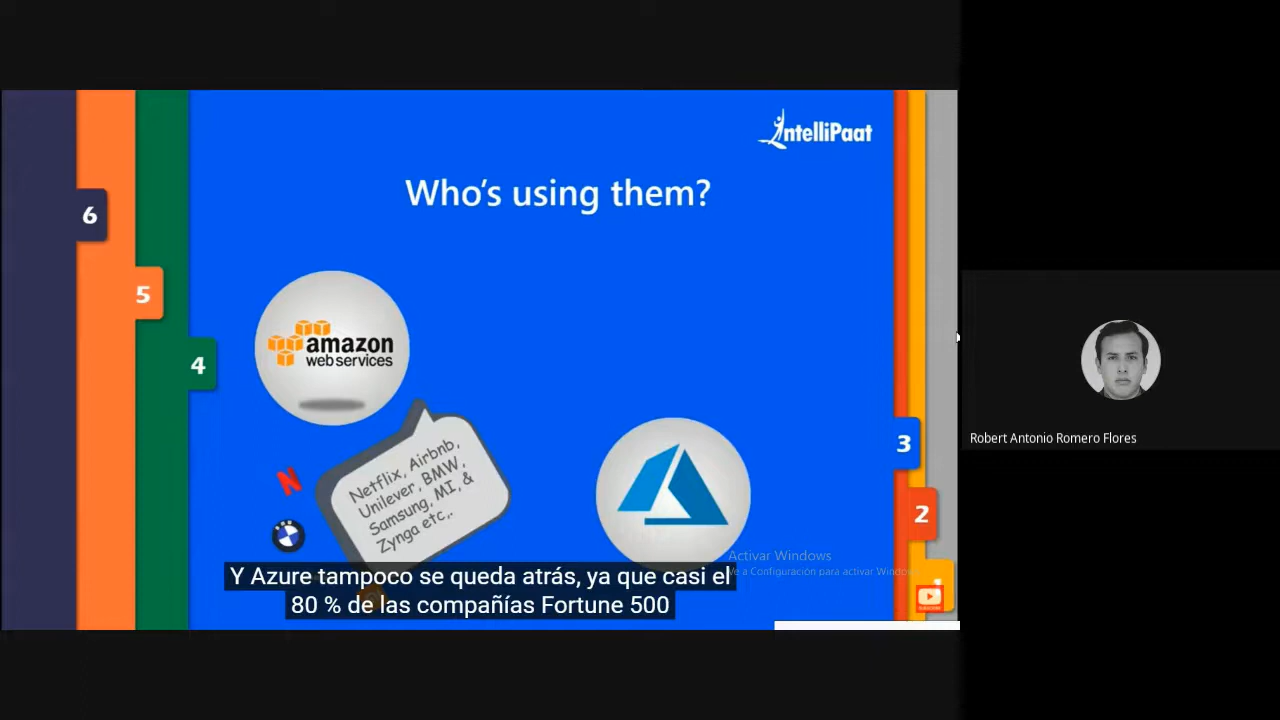 IntelliPaat
Who's using them?
6
5
4
amazon
web services
Netflix, Airbnb,
Unilever, BMW,
Samsung, MI, &
Zynga etc,.
N
3
2
1
Activar Windows
Ve a Configuración para activar Windows
Y Azure tampoco se queda atrás, ya que casi el
80 % de las compañías Fortune 500
Robert Antonio Romero Flores